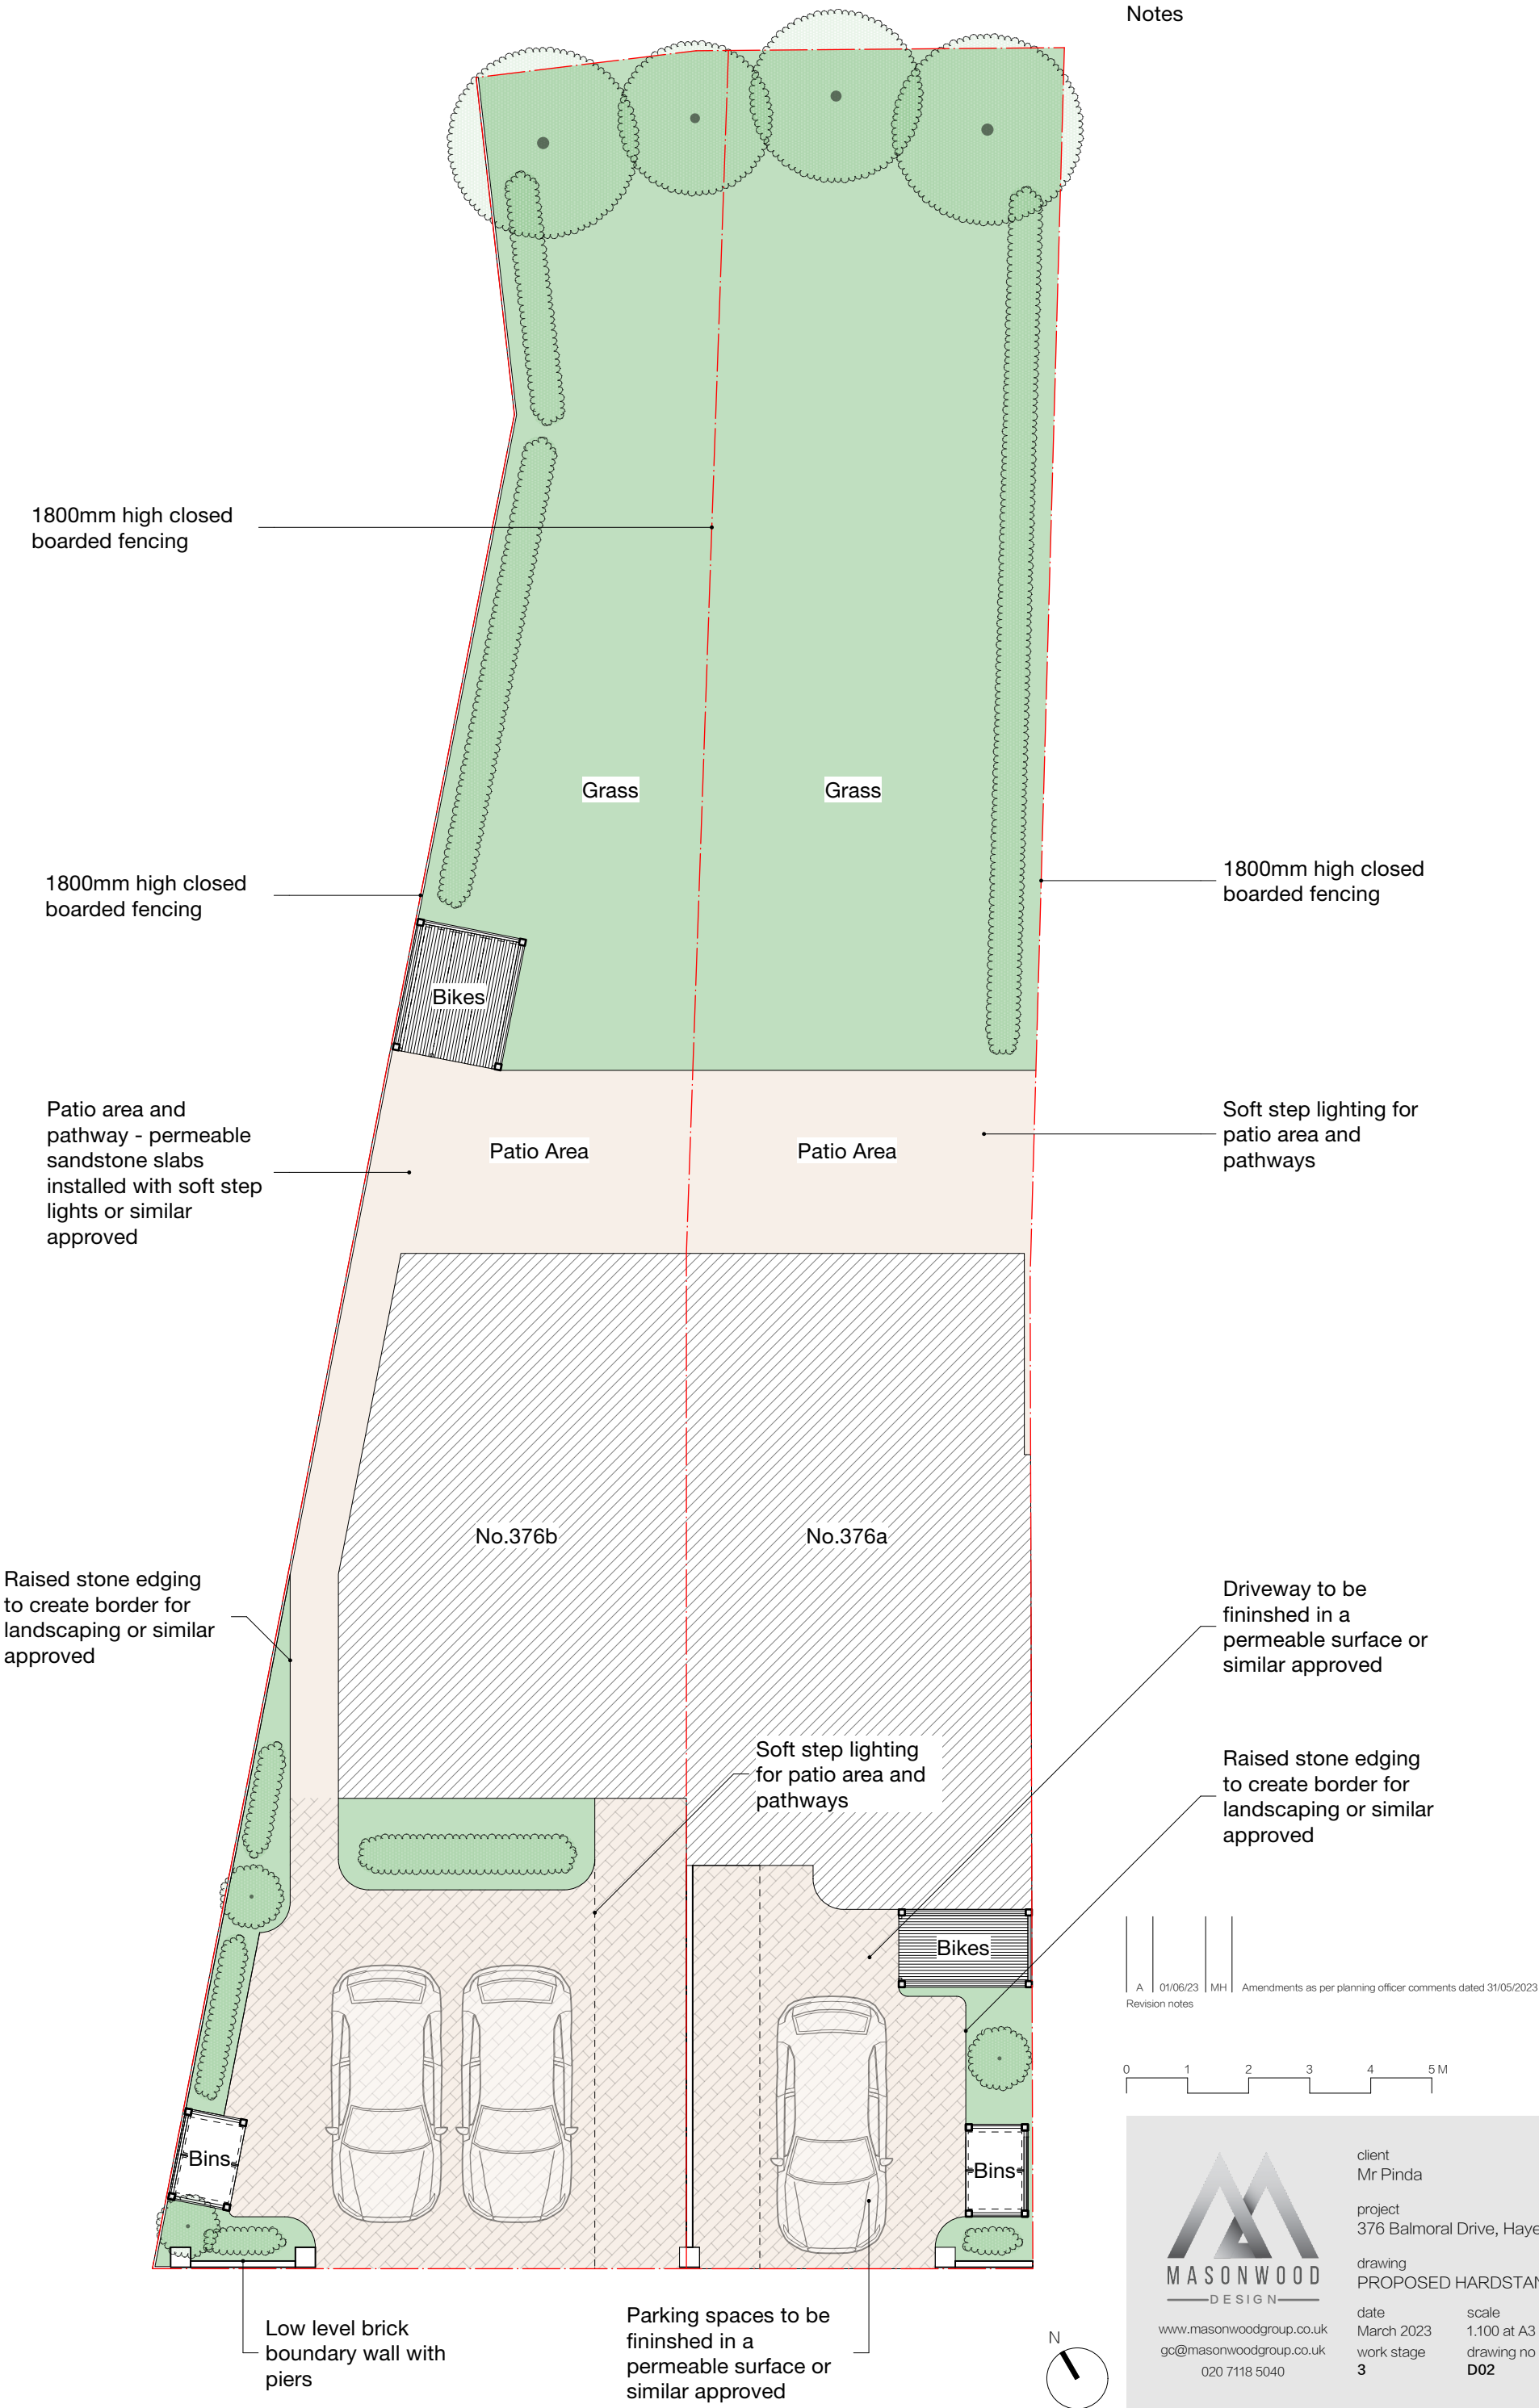 Notes
1800mm high closed
boarded fencing
Grass
Grass
1800mm high closed
boarded fencing
1800mm high closed
boarded fencing
Bikes
Patio area and
pathway - permeable
sandstone slabs
installed with soft step
lights or similar
approved
Patio Area
Patio Area
Soft step lighting for
patio area and
pathways
No.376b
No.376a
Raised stone edging
to create border for
landscaping or similar
approved
Driveway to be
fininshed in a
permeable surface or
similar approved
Soft step lighting
for patio area and
pathways
Raised stone edging
to create border for
landscaping or similar
approved
Bikes
A 01/06/23 MH Amendments as per planning officer comments dated 31/05/2023
Revision notes
0 1 2 3 4 5 M
Bins
Bins
Low level brick
boundary wall with
piers
Parking spaces to be
fininshed in a
permeable surface or
similar approved
N
MASONWOOD
DESIGN
www.masonwoodgroup.co.uk
gc@masonwoodgroup.co.uk
020 7118 5040
client
Mr Pinda
project
376 Balmoral Drive,
drawing
PROPOSED
date scale
March 2023 1.100 at A3
work stage drawing no
3 D02